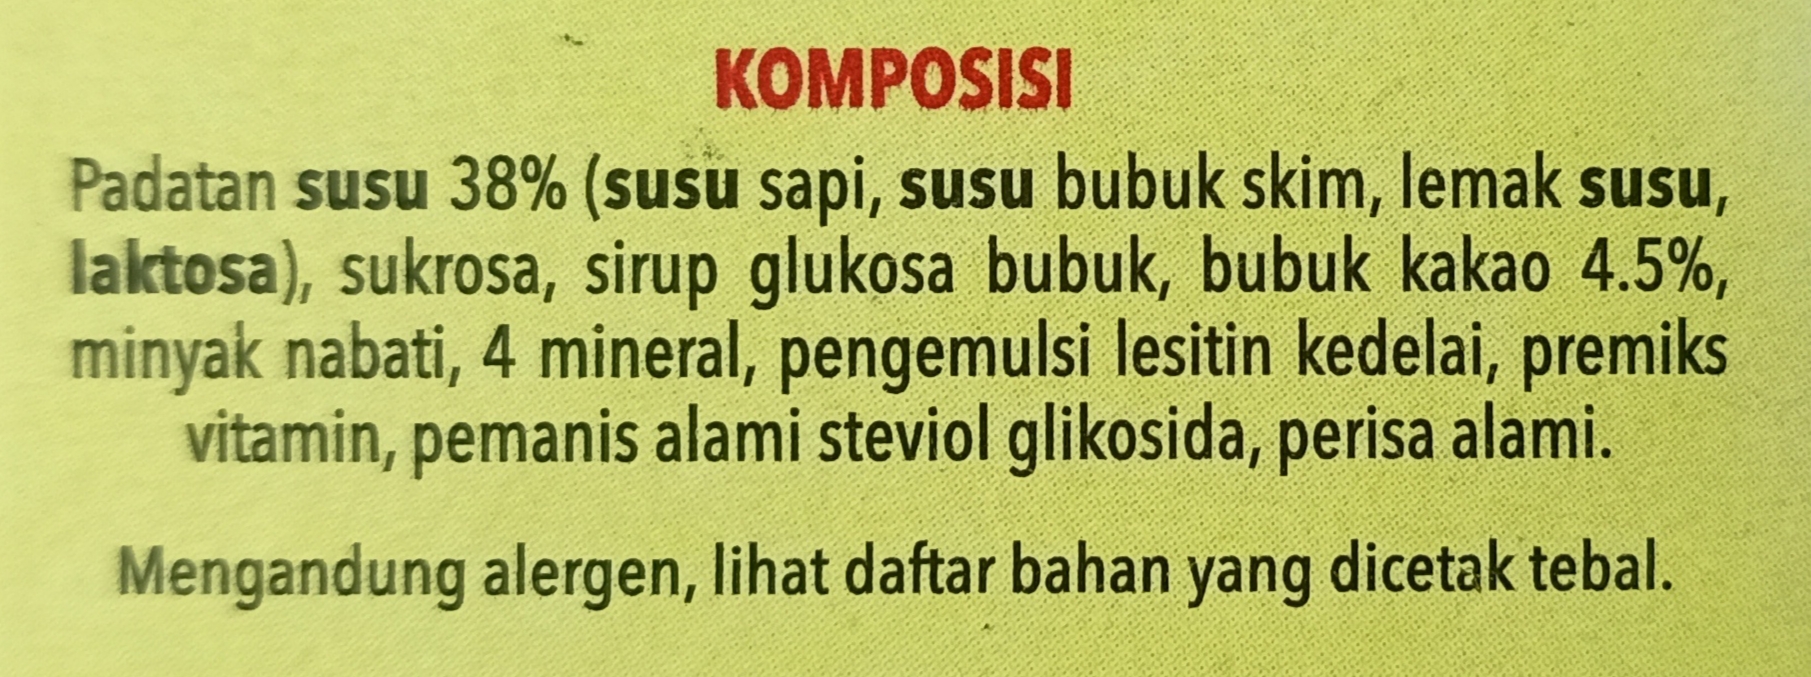 KOMPOSISI
Padatan susu 38% (susu sapi, susu bubuk skim, lemak susu,
laktosa), sukrosa, sirup glukosa bubuk, bubuk kakao 4.5%,
minyak nabati, 4 mineral, pengemulsi lesitin kedelai, premiks
vitamin, pemanis alami steviol glikosida, perisa alami.
Mengandung alergen, lihat daftar bahan yang dicetak tebal.